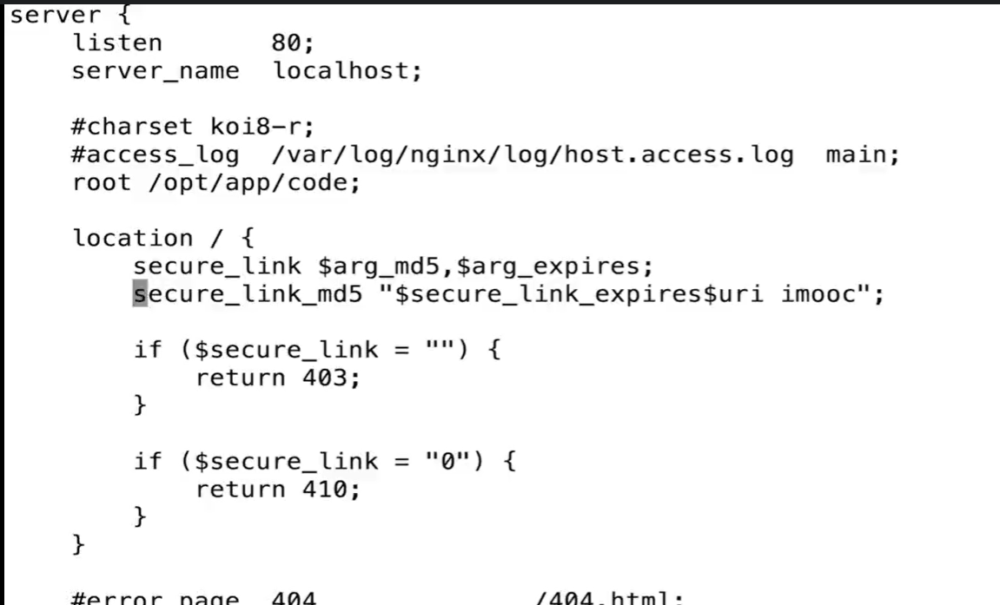 server {
    listen       80;
    server_name  localhost;

    #charset koi8-r;
    #access_log  /var/log/nginx/log/host.access.log  main;
    root /opt/app/code;

    location / {
        secure_link $arg_md5,$arg_expires;
        secure_link_md5 "$secure_link_expires$uri imooc";

        if ($secure_link = "") {
            return 403;
        }

        if ($secure_link = "0") {
            return 410;
        }
    }

    #error_page  404              /404.html;